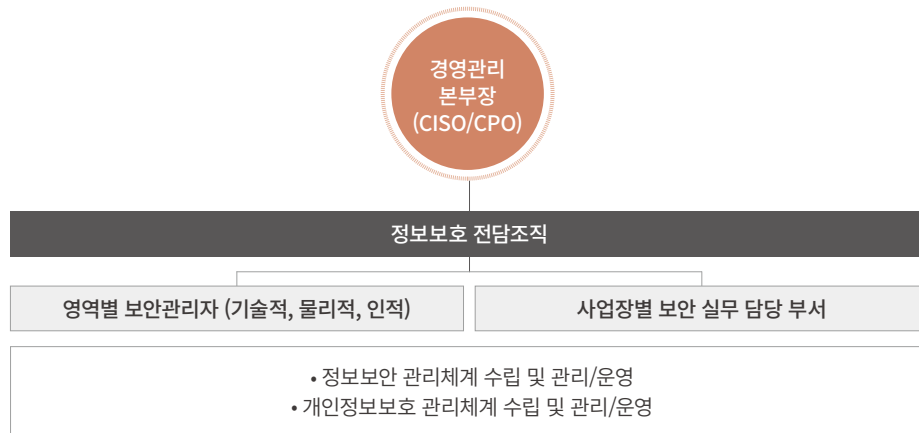 경영관리
본부장
(CISO/CPO)
정보보호 전담조직
영역별 보안관리자 (기술적, 물리적, 인적)
사업장별 보안 실무 담당 부서
• 정보보안 관리체계 수립 및 관리/운영
• 개인정보보호 관리체계 수립 및 관리/운영